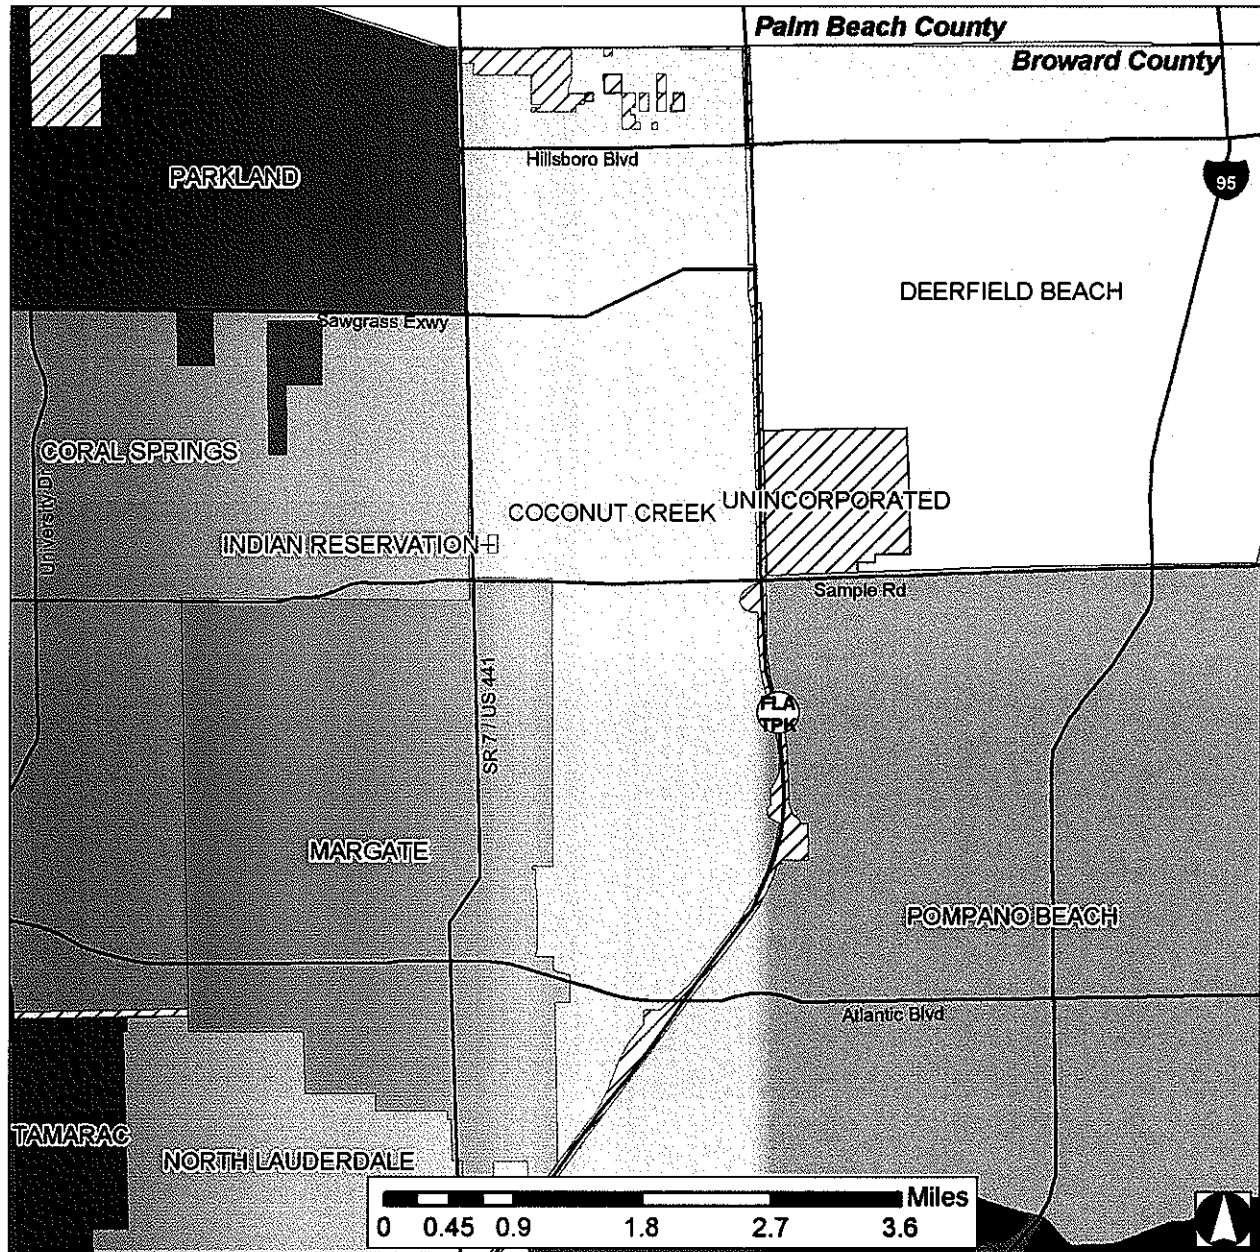 Palm Beach County
Broward County
Hillsboro Blvd
PARKLAND
95
DEERFIELD BEACH
Sawgrass Exwy
CORAL SPRINGS
University Dr
UNINCORPORATED
COCONUT CREEK
INDIAN RESERVATION
Sample Rd
SR 7 / US 441
FLA
TPK
MARGATE
POMPANO BEACH
Atlantic Blvd
TAMARAC
NORTH LAUDERDALE
Miles
0 0.45 0.9 1.8 2.7 3.6